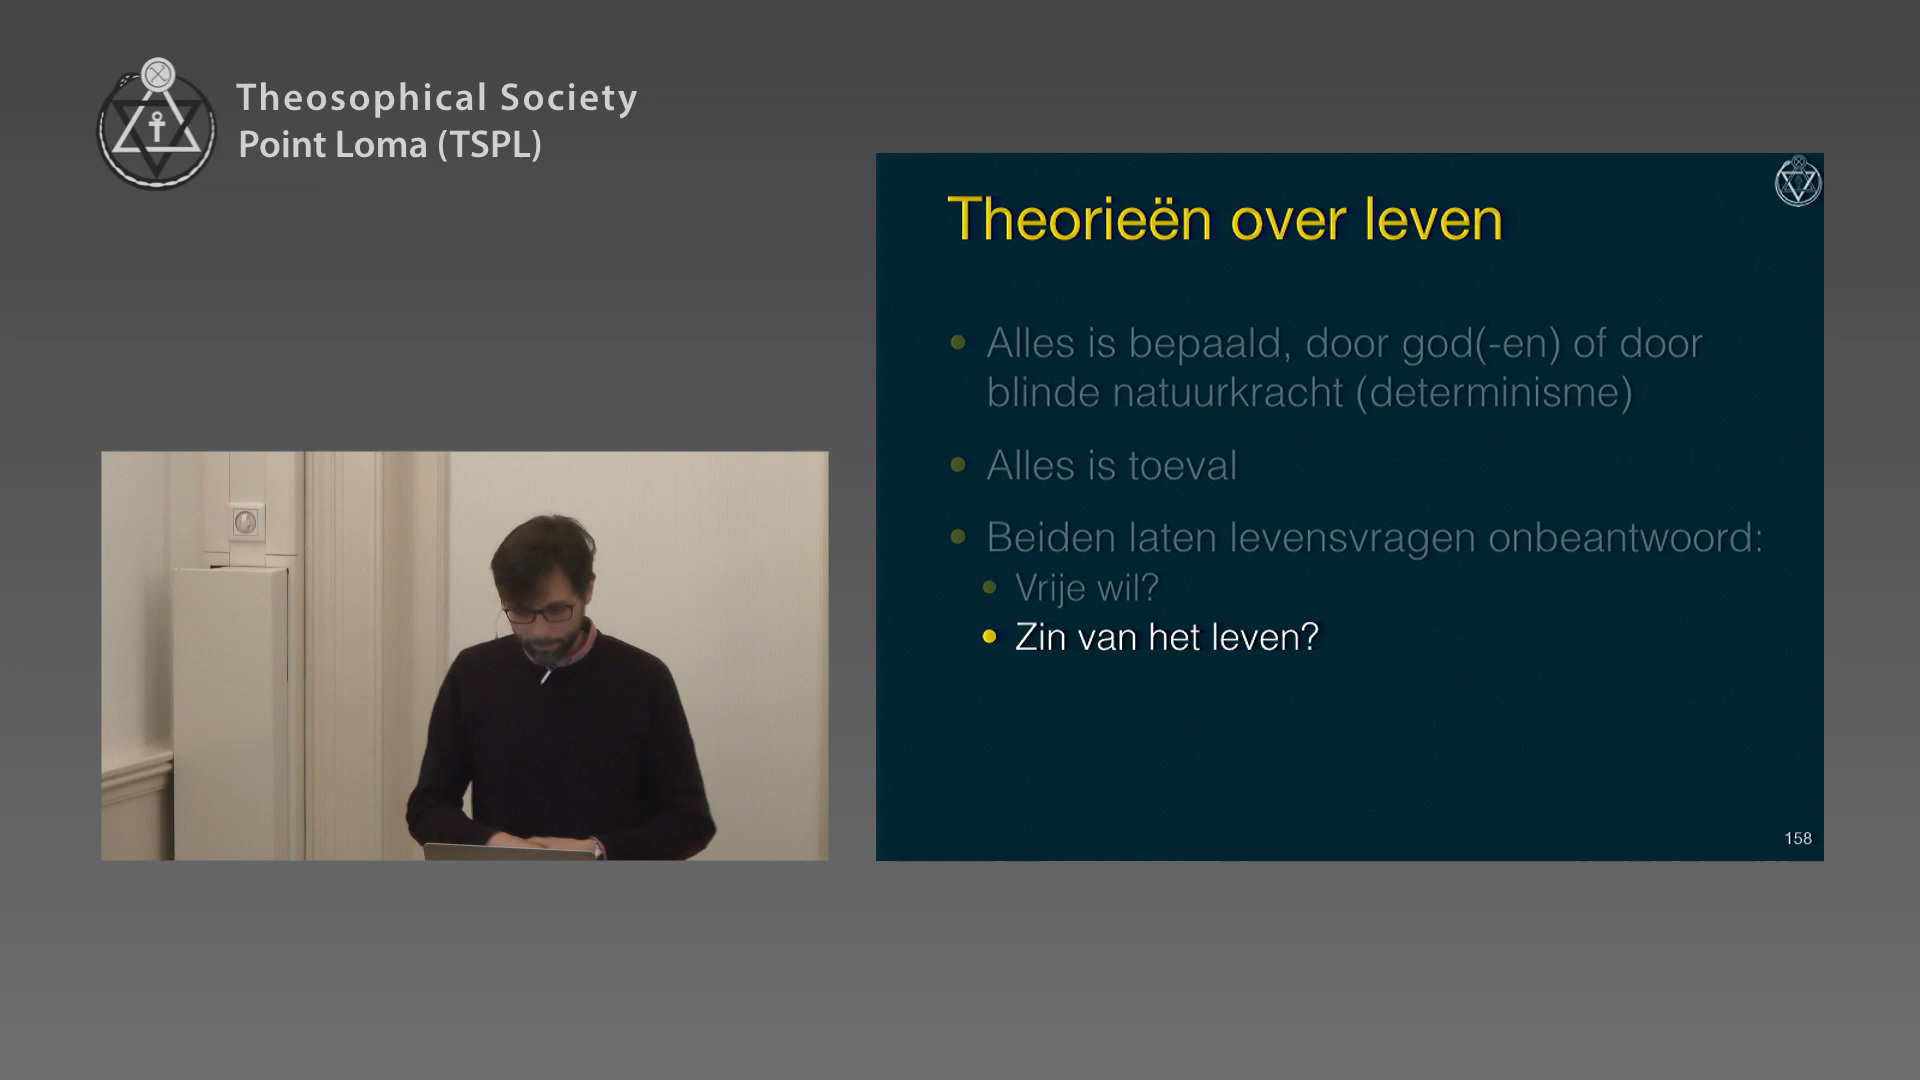 Theosophical Society
Point Loma (TSPL)
Theorieën over leven
Alles is bepaald, door god(-en) of door
blinde natuurkracht (determinisme)
Alles is toeval
Beiden laten levensvragen onbeantwoord:
Vrije wil?
Zin van het leven?
158